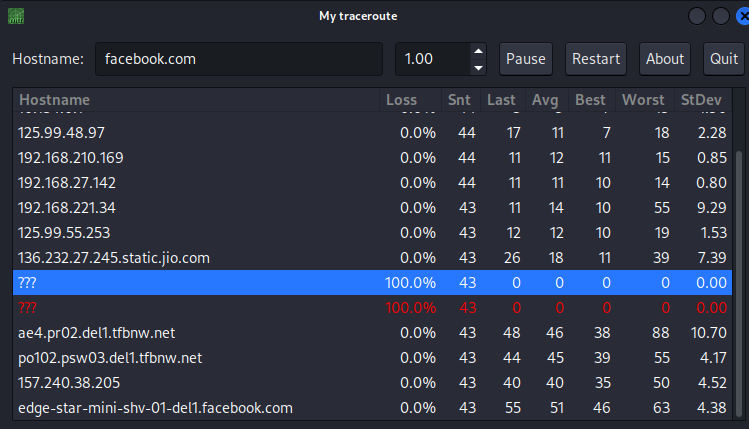 My traceroute
Hostname: facebook.com 1.00 Pause Restart About Quit
Hostname Loss Snt Last Avg Best Worst StDev
125.99.48.97 0.0% 44 17 11 7 18 2.28
192.168.210.169 0.0% 44 11 12 11 15 0.85
192.168.27.142 0.0% 44 11 11 10 14 0.80
192.168.221.34 0.0% 43 11 14 10 55 9.29
125.99.55.253 0.0% 43 12 12 10 19 1.53
136.232.27.245.static.jio.com 0.0% 43 26 18 11 39 7.39
??? 100.0% 43 0 0 0 0 0.00
??? 100.0% 43 0 0 0 0 0.00
ae4.pr02.del1.tfbnw.net 0.0% 43 48 46 38 88 10.70
po102.psw03.del1.tfbnw.net 0.0% 43 44 45 39 55 4.17
157.240.38.205 0.0% 43 40 40 35 50 4.52
edge-star-mini-shv-01-del1.facebook.com 0.0% 43 55 51 46 63 4.38